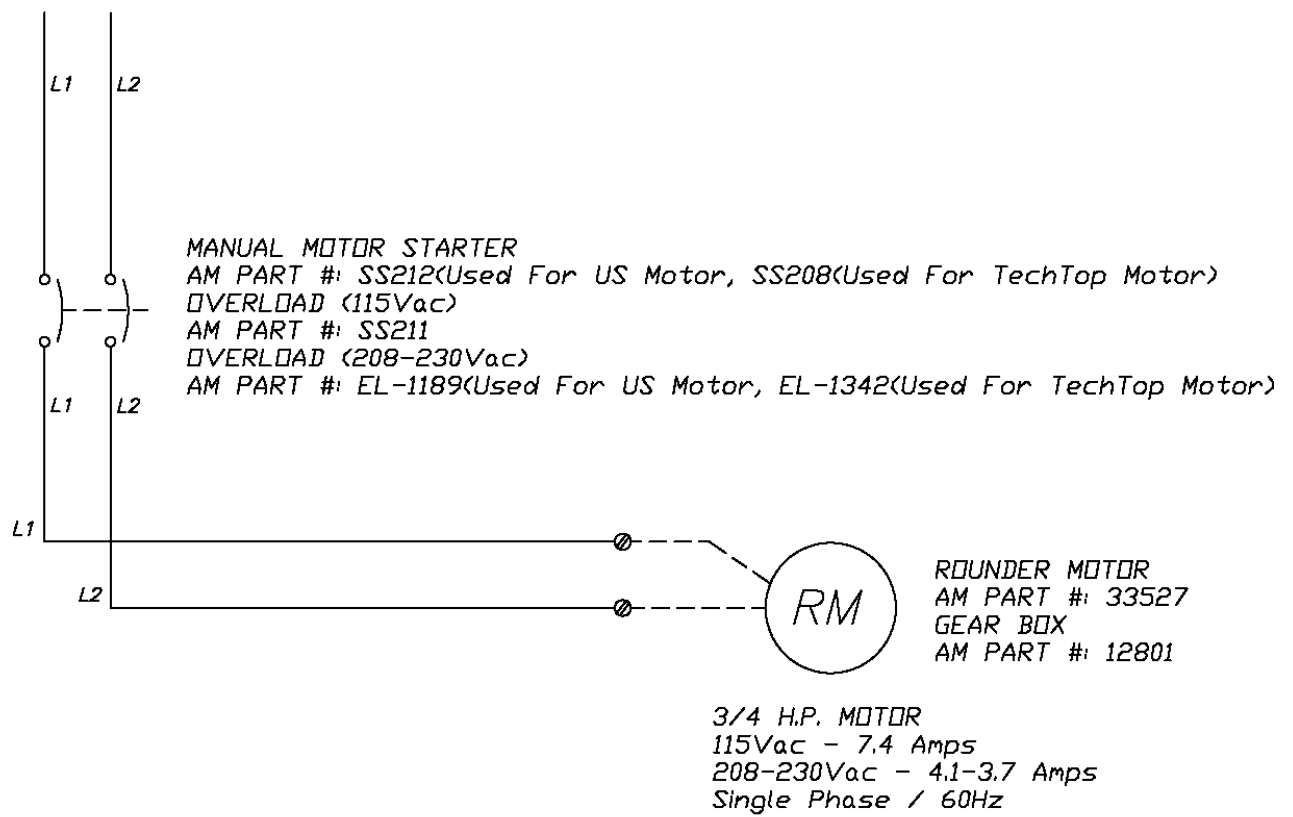 L1 L2
MANUAL MOTOR STARTER
AM PART #: SS212(Used For US Motor, SS208(Used For TechTop Motor)
OVERLOAD (115Vac)
AM PART #: SS211
OVERLOAD (208-230Vac)
AM PART #: EL-1189(Used For US Motor, EL-1342(Used For TechTop Motor)
L1 L2
L1
L2
RM
ROUNDER MOTOR
AM PART #: 33527
GEAR BOX
AM PART #: 12801
3/4 H.P. MOTOR
115Vac - 7.4 Amps
208-230Vac - 4.1-3.7 Amps
Single Phase / 60Hz